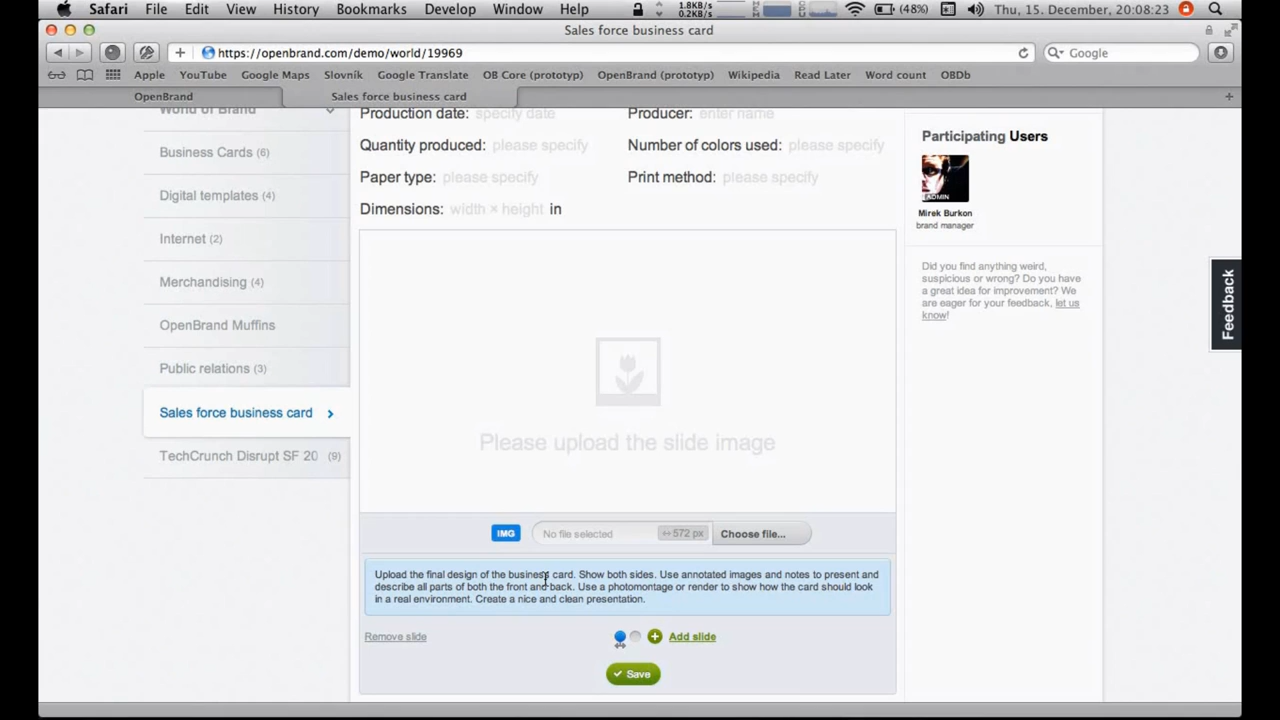 Safari File Edit View History Bookmarks Develop Window Help 1.8KB/s 0.2KB/s (48%) Thu, 15. December, 20:08:23
Sales force business card
https://openbrand.com/demo/world/19969 Google
Apple YouTube Google Maps Slovník Google Translate OB Core (prototyp) OpenBrand (prototyp) Wikipedia Read Later Word count OBDb
OpenBrand Sales force business card
World of Brand
Business Cards (6)
Digital templates (4)
Internet (2)
Merchandising (4)
OpenBrand Muffins
Public relations (3)
Sales force business card
TechCrunch Disrupt SF 20 (9)
Production date: specify date Producer: enter name
Quantity produced: please specify Number of colors used: please specify
Paper type: please specify Print method: please specify
Dimensions: width × height in
Please upload the slide image
IMG No file selected ↔ 572 px Choose file...
Upload the final design of the business card. Show both sides. Use annotated images and notes to present and
describe all parts of both the front and back. Use a photomontage or render to show how the card should look
in a real environment. Create a nice and clean presentation.
Remove slide Add slide
Save
Participating Users
ADMIN
Mirek Burkon
brand manager
Did you find anything weird,
suspicious or wrong? Do you have
a great idea for improvement? We
are eager for your feedback, let us
know!
Feedback